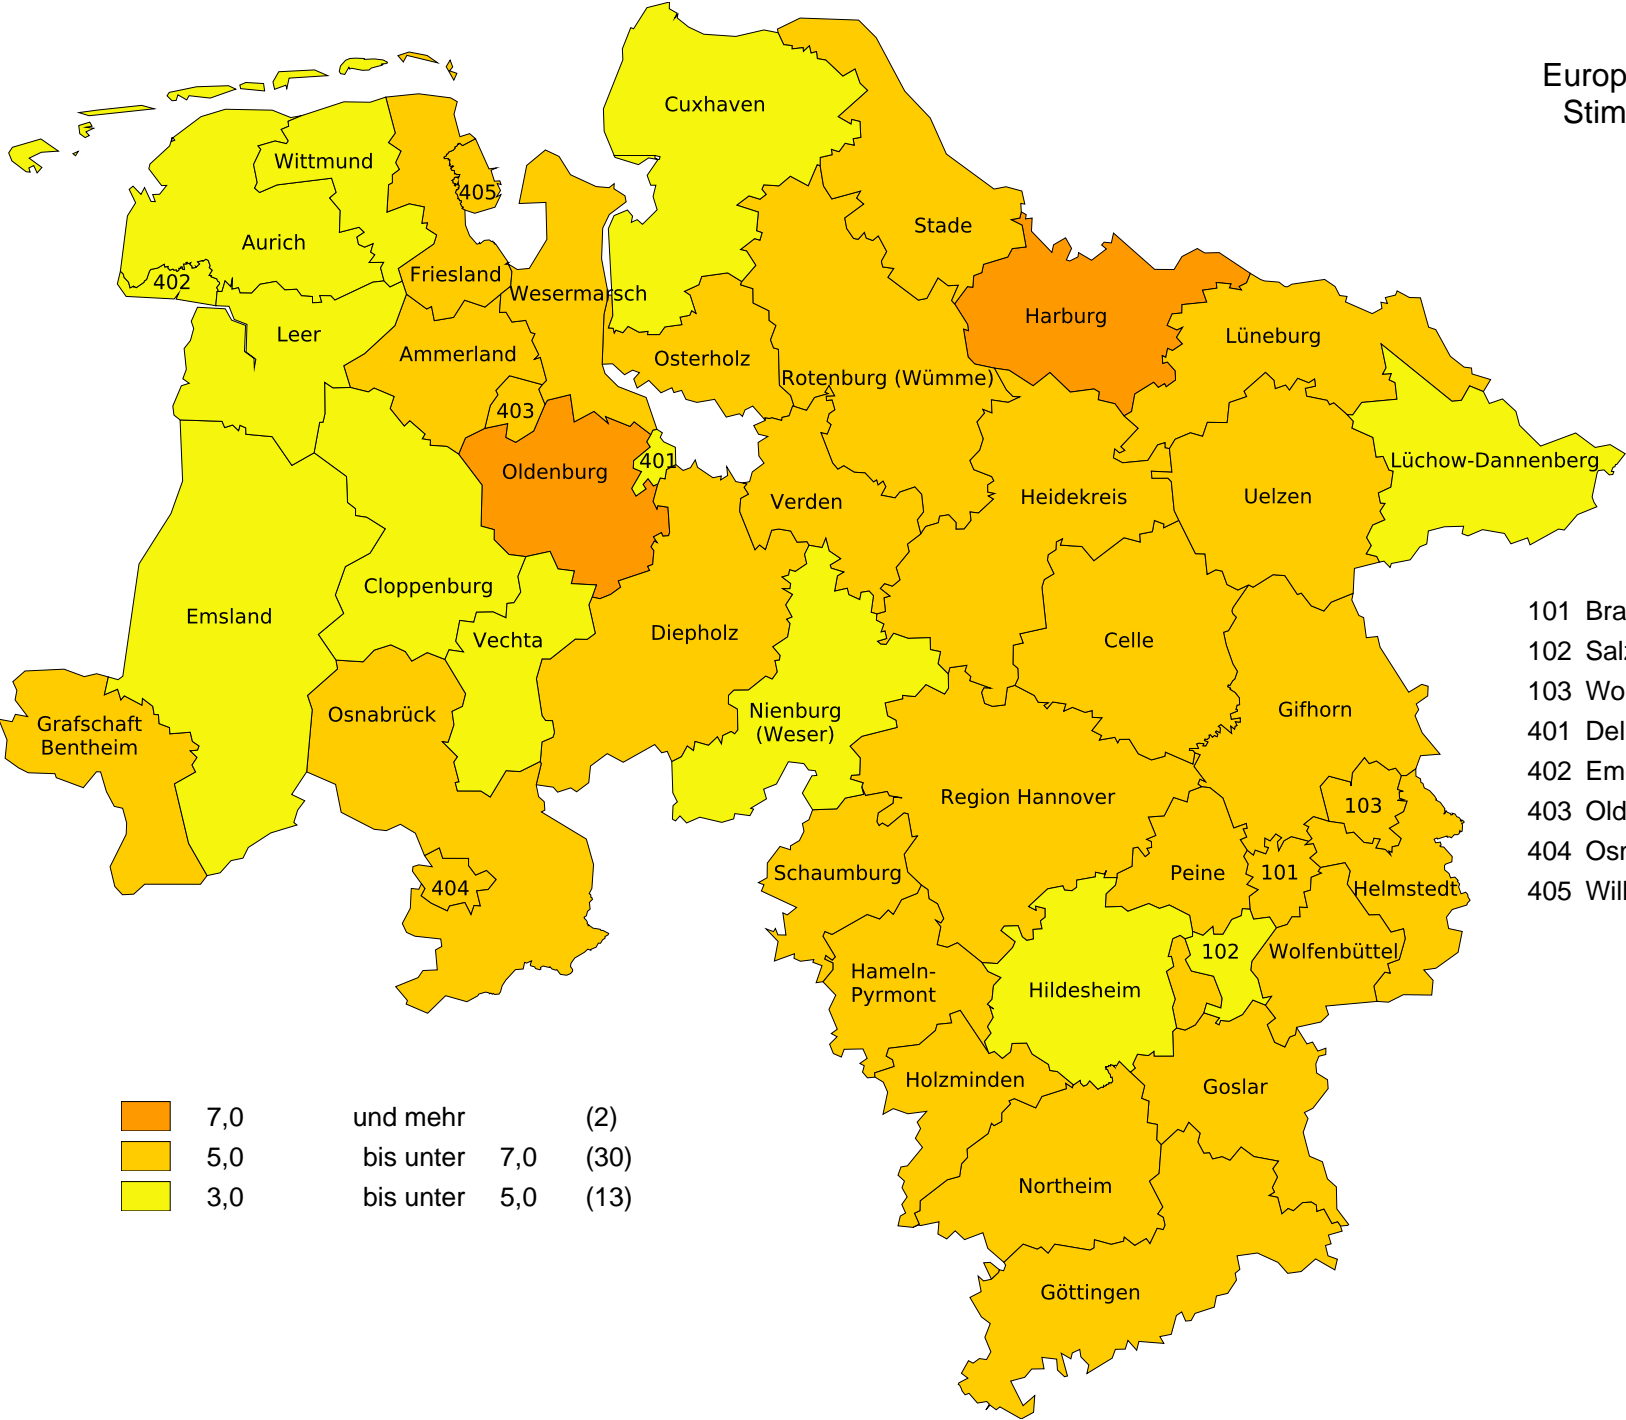 Europ
Stim
Cuxhaven
Wittmund
405
Stade
Aurich
Friesland
402
Wesermarsch
Harburg
Leer
Lüneburg
Ammerland
Osterholz
Rotenburg (Wümme)
403
Oldenburg
401
Lüchow-Dannenberg
Verden
Heidekreis
Uelzen
Cloppenburg
Emsland
Vechta
Diepholz
Celle
101 Bra
102 Salz
103 Wo
401 Del
402 Em
403 Old
404 Osn
405 Will
Grafschaft
Bentheim
Osnabrück
Nienburg
(Weser)
Gifhorn
Region Hannover
103
Schaumburg
Peine
101
Helmstedt
404
102
Wolfenbüttel
Hameln-
Pyrmont
Hildesheim
Holzminden
Goslar
7,0 und mehr (2)
5,0 bis unter 7,0 (30)
3,0 bis unter 5,0 (13)
Northeim
Göttingen